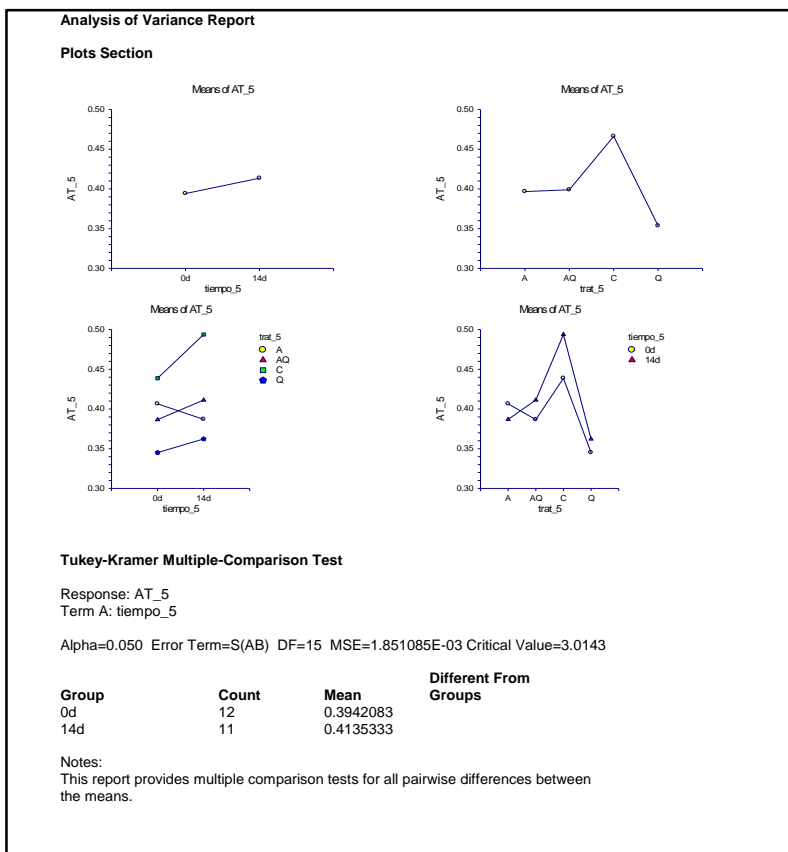 Analysis of Variance Report
Plots Section
Means of AT_5
0.50
0.45
0.40
0.35
0.30
AT_5
0d 14d
tiempo_5
Means of AT_5
0.50
0.45
0.40
0.35
0.30
AT_5
A AQ C Q
trat_5
Means of AT_5
0.50
0.45
0.40
0.35
0.30
AT_5
0d 14d
tiempo_5
trat_5
A
AQ
C
Q
Means of AT_5
0.50
0.45
0.40
0.35
0.30
AT_5
A AQ C Q
trat_5
tiempo_5
0d
14d
Tukey-Kramer Multiple-Comparison Test
Response: AT_5
Term A: tiempo_5
Alpha=0.050 Error Term=S(AB) DF=15 MSE=1.851085E-03 Critical Value=3.0143
Different From
Group Count Mean Groups
0d 12 0.3942083
14d 11 0.4135333
Notes:
This report provides multiple comparison tests for all pairwise differences between
the means.